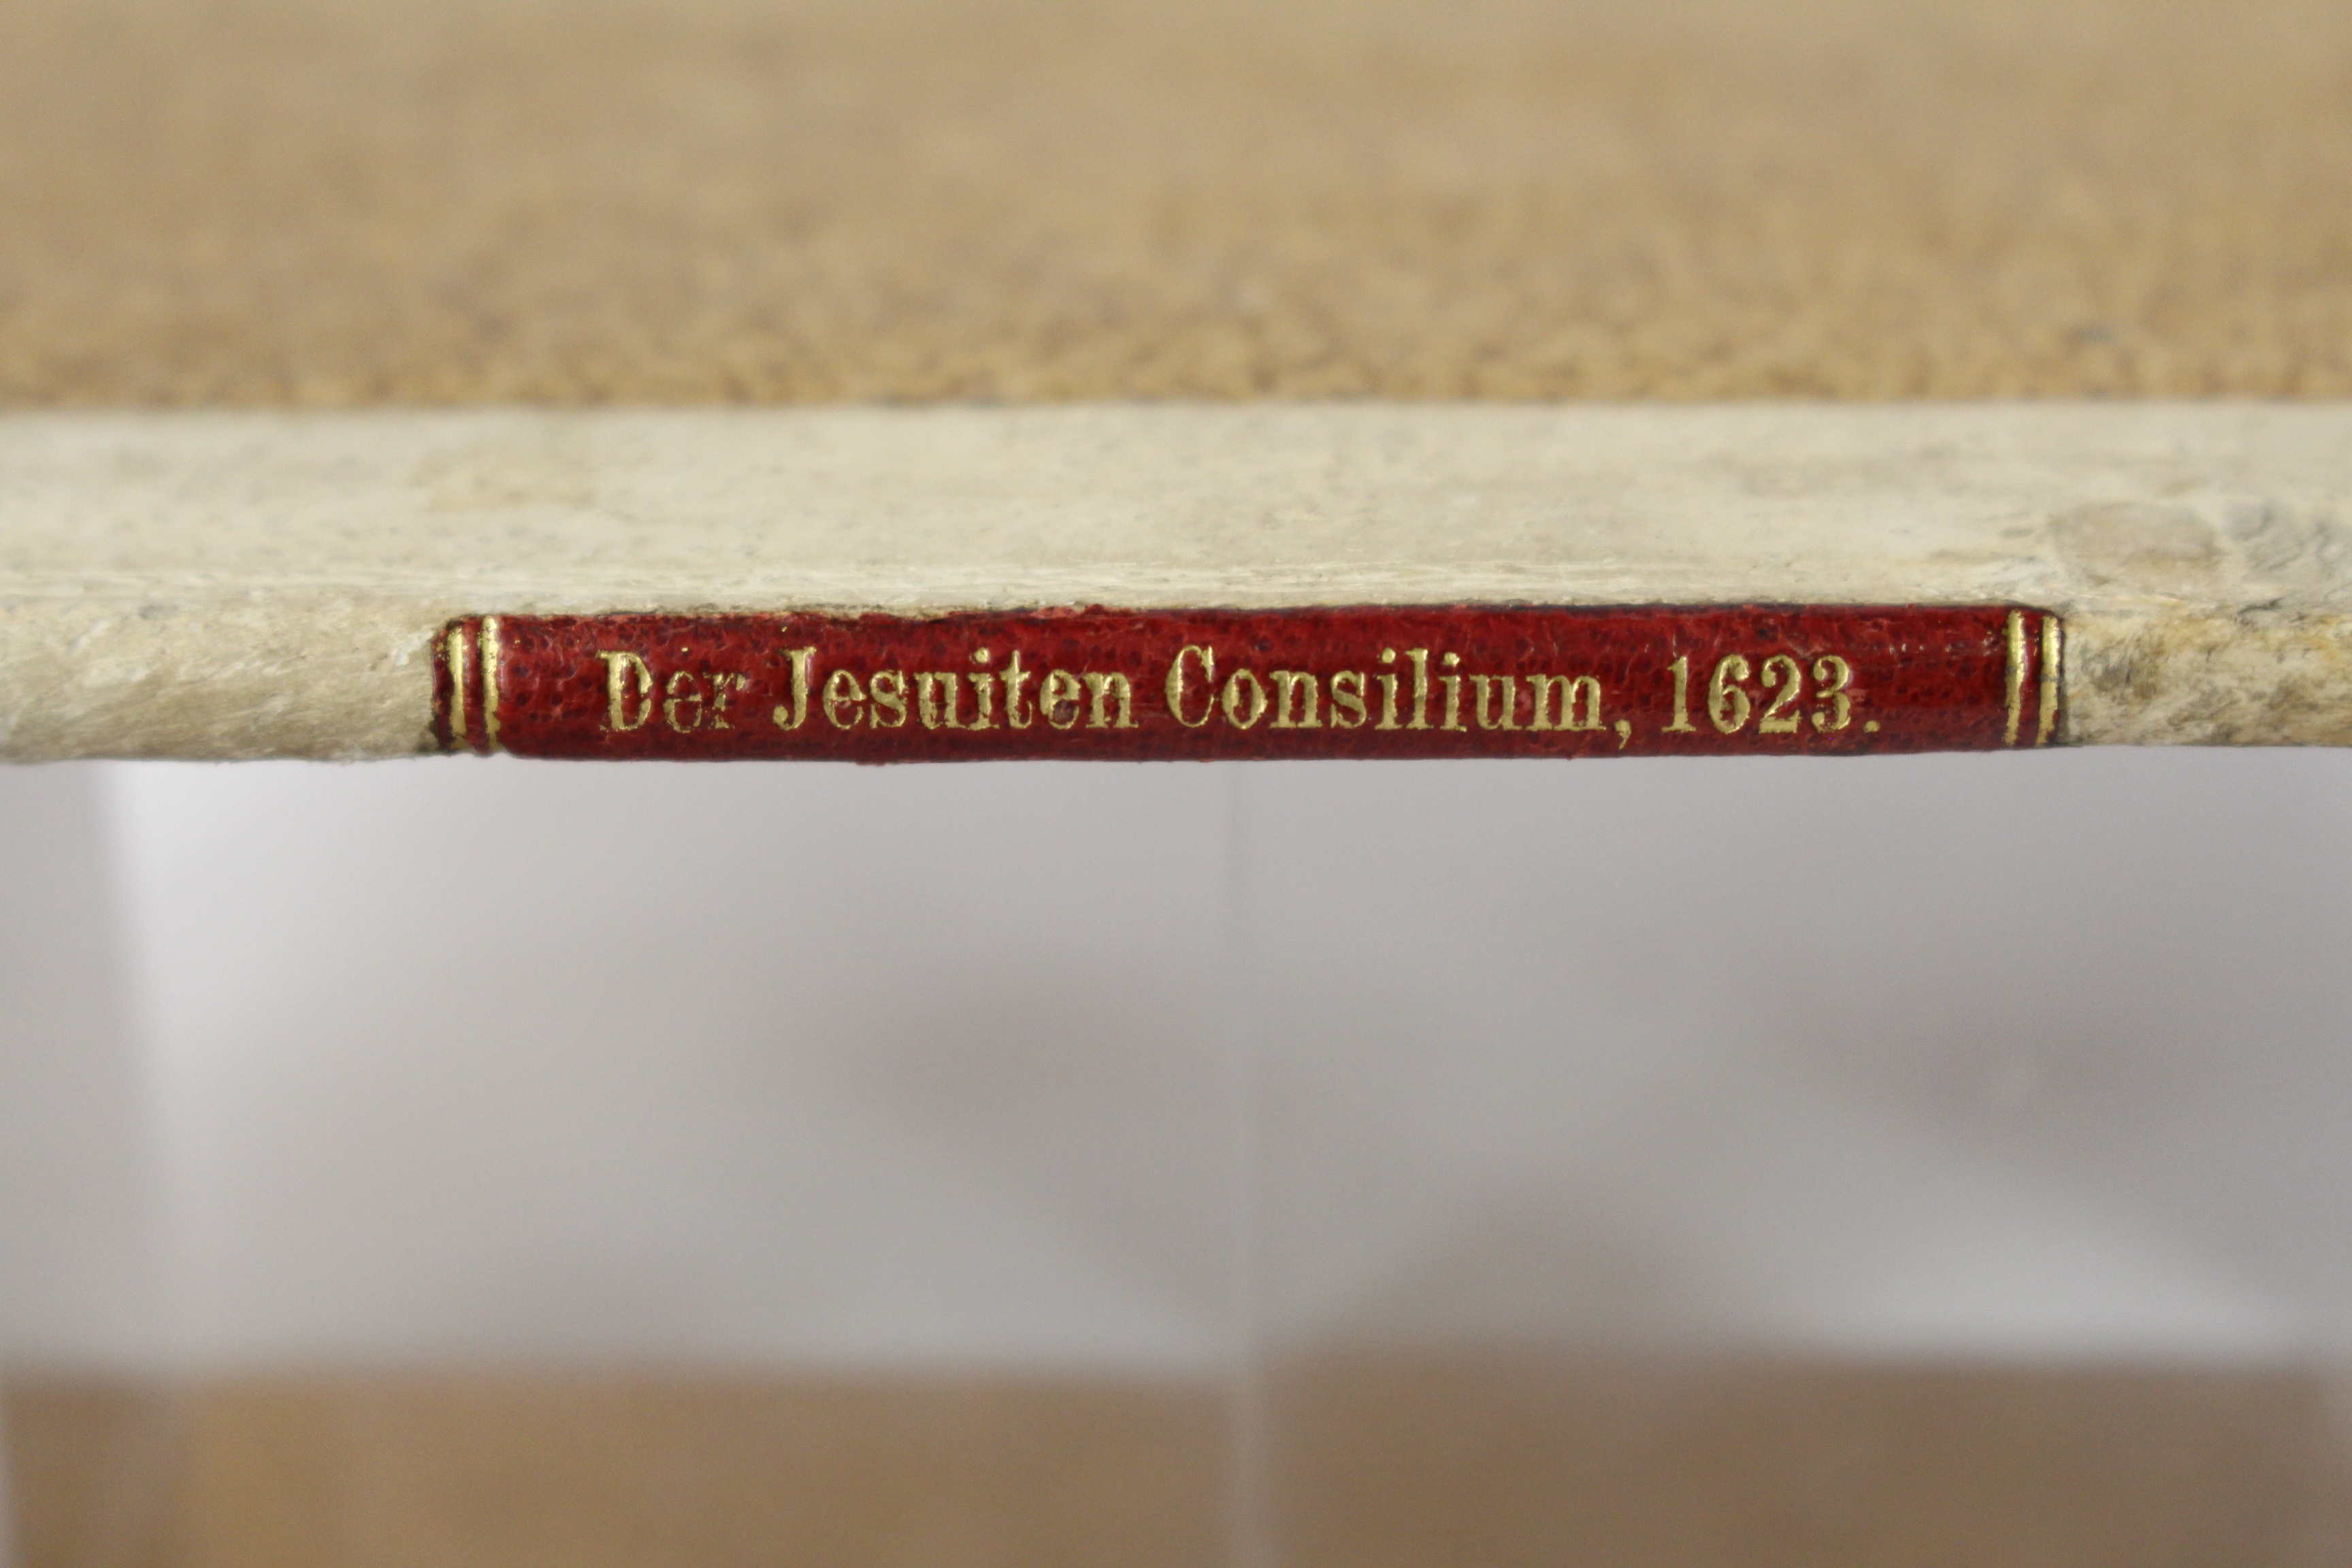 Der Jesuiten Consilium, 1623.